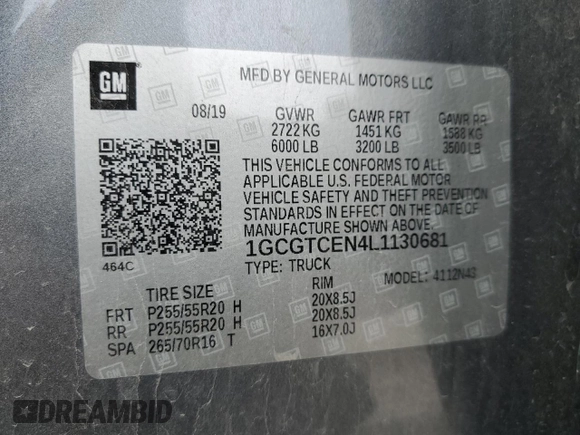 GM
MFD BY GENERAL MOTORS LLC
08/19 GVWR GAWR FRT GAWR RR
2722 KG 1451 KG 1588 KG
6000 LB 3200 LB 3500 LB
THIS VEHICLE CONFORMS TO ALL
APPLICABLE U.S. FEDERAL MOTOR
VEHICLE SAFETY AND THEFT PREVENTION
STANDARDS IN EFFECT ON THE DATE OF
MANUFACTURE SHOWN ABOVE.
1GCGTCEN4L1130681
464C
TYPE: TRUCK MODEL: 4112N43
TIRE SIZE RIM
FRT P255/55R20 H 20X8.5J
RR P255/55R20 H 20X8.5J
SPA 265/70R16 T 16X7.0J
DREAMBID